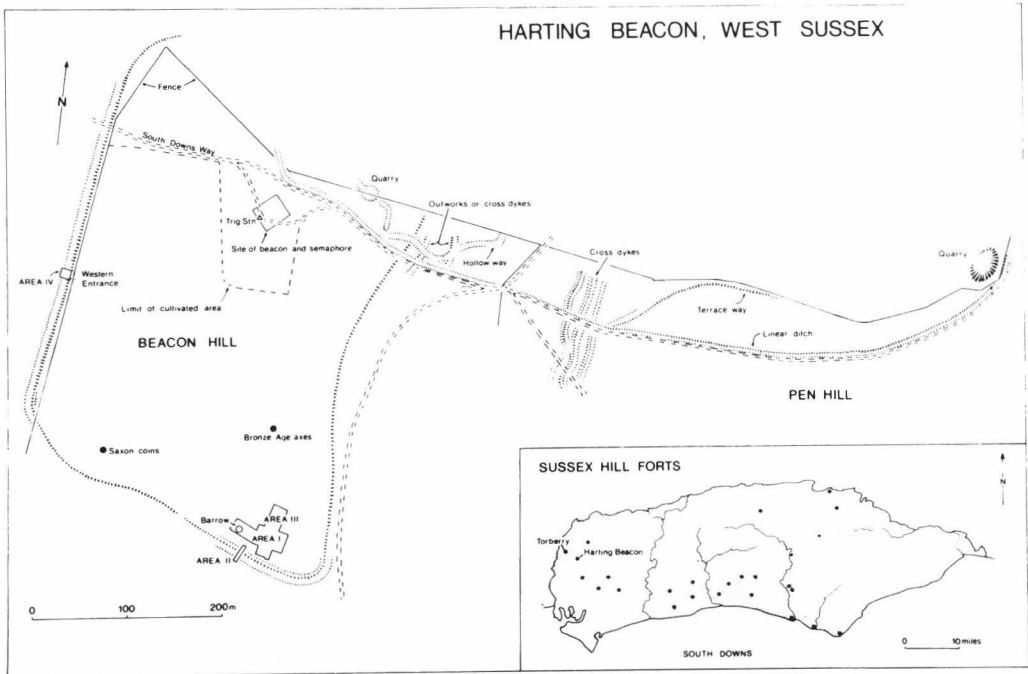 HARTING BEACON, WEST SUSSEX
N
Fence
South Downs Way
Quarry
Outworks or cross dykes
Trig Stn
Site of beacon and semaphore
Hollow way
Cross dykes
Quarry
AREA IV
Western
Entrance
Limit of cultivated area
Terrace way
Linear ditch
BEACON HILL
PEN HILL
Bronze Age axes
Saxon coins
Barrow
AREA III
AREA I
AREA II
0 100 200m
SUSSEX HILL FORTS
N
Torberry
Harting Beacon
0 10 miles
SOUTH DOWNS